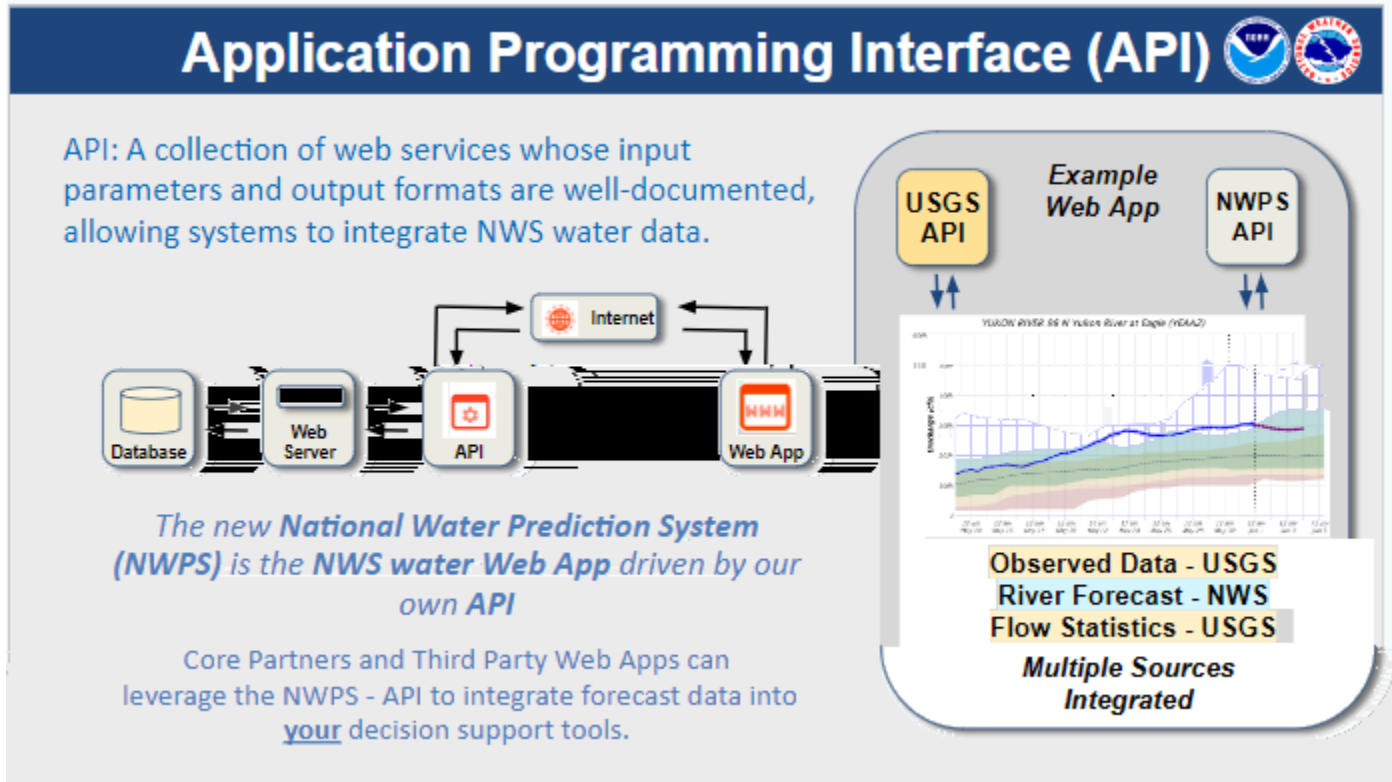 Application Programming Interface (API)
API: A collection of web services whose input
parameters and output formats are well-documented,
allowing systems to integrate NWS water data.
Internet
Database
Web
Server
API
Web App
The new National Water Prediction System
(NWPS) is the NWS water Web App driven by our
own API
Core Partners and Third Party Web Apps can
leverage the NWPS - API to integrate forecast data into
your decision support tools.
Example
Web App
USGS
API
NWPS
API
Yukon River at Eagle
Observed Data - USGS
River Forecast - NWS
Flow Statistics - USGS
Multiple Sources
Integrated